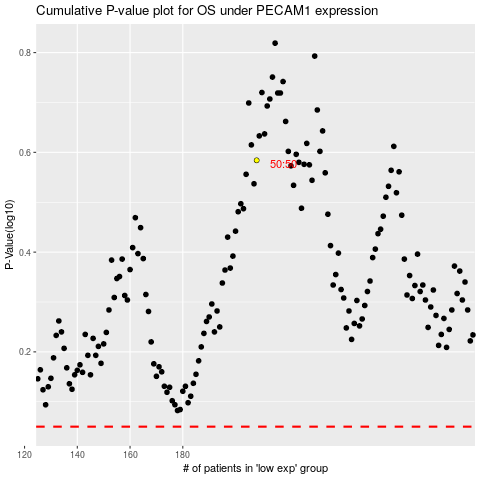 Cumulative P-value plot for OS under PECAM1 expression
P-Value(log10)
0.8
0.6
0.4
0.2
50:50
120 140 160 180
# of patients in 'low exp' group